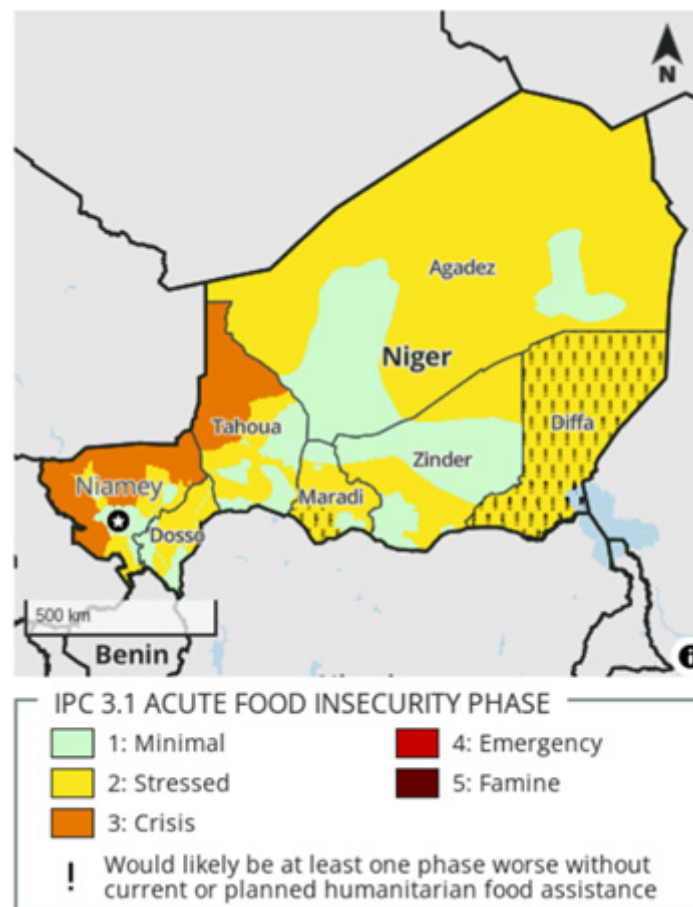 N
Agadez
Niger
Tahoua
Diffa
Zinder
Niamey
Maradi
Dosso
500 km
Benin
IPC 3.1 ACUTE FOOD INSECURITY PHASE
1: Minimal
4: Emergency
2: Stressed
5: Famine
3: Crisis
! Would likely be at least one phase worse without
current or planned humanitarian food assistance